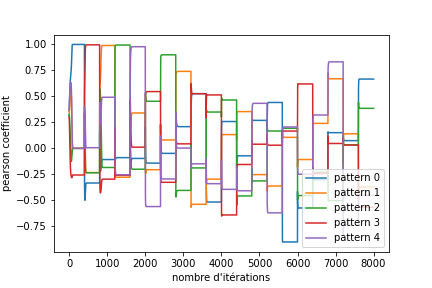 1.00
0.75
0.50
0.25
0.00
−0.25
−0.50
−0.75
pearson coefficient
0 1000 2000 3000 4000 5000 6000 7000 8000
nombre d'itérations
pattern 0
pattern 1
pattern 2
pattern 3
pattern 4